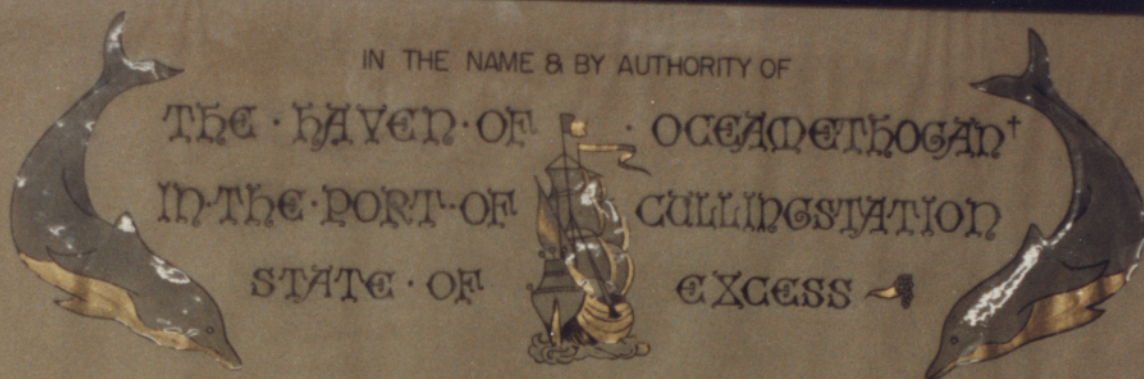 IN THE NAME & BY AUTHORITY OF
THE · HAVEN · OF · OCEAMETHOGAN†
IN · THE · PORT · OF CULLINGSTATION
STATE · OF EXCESS